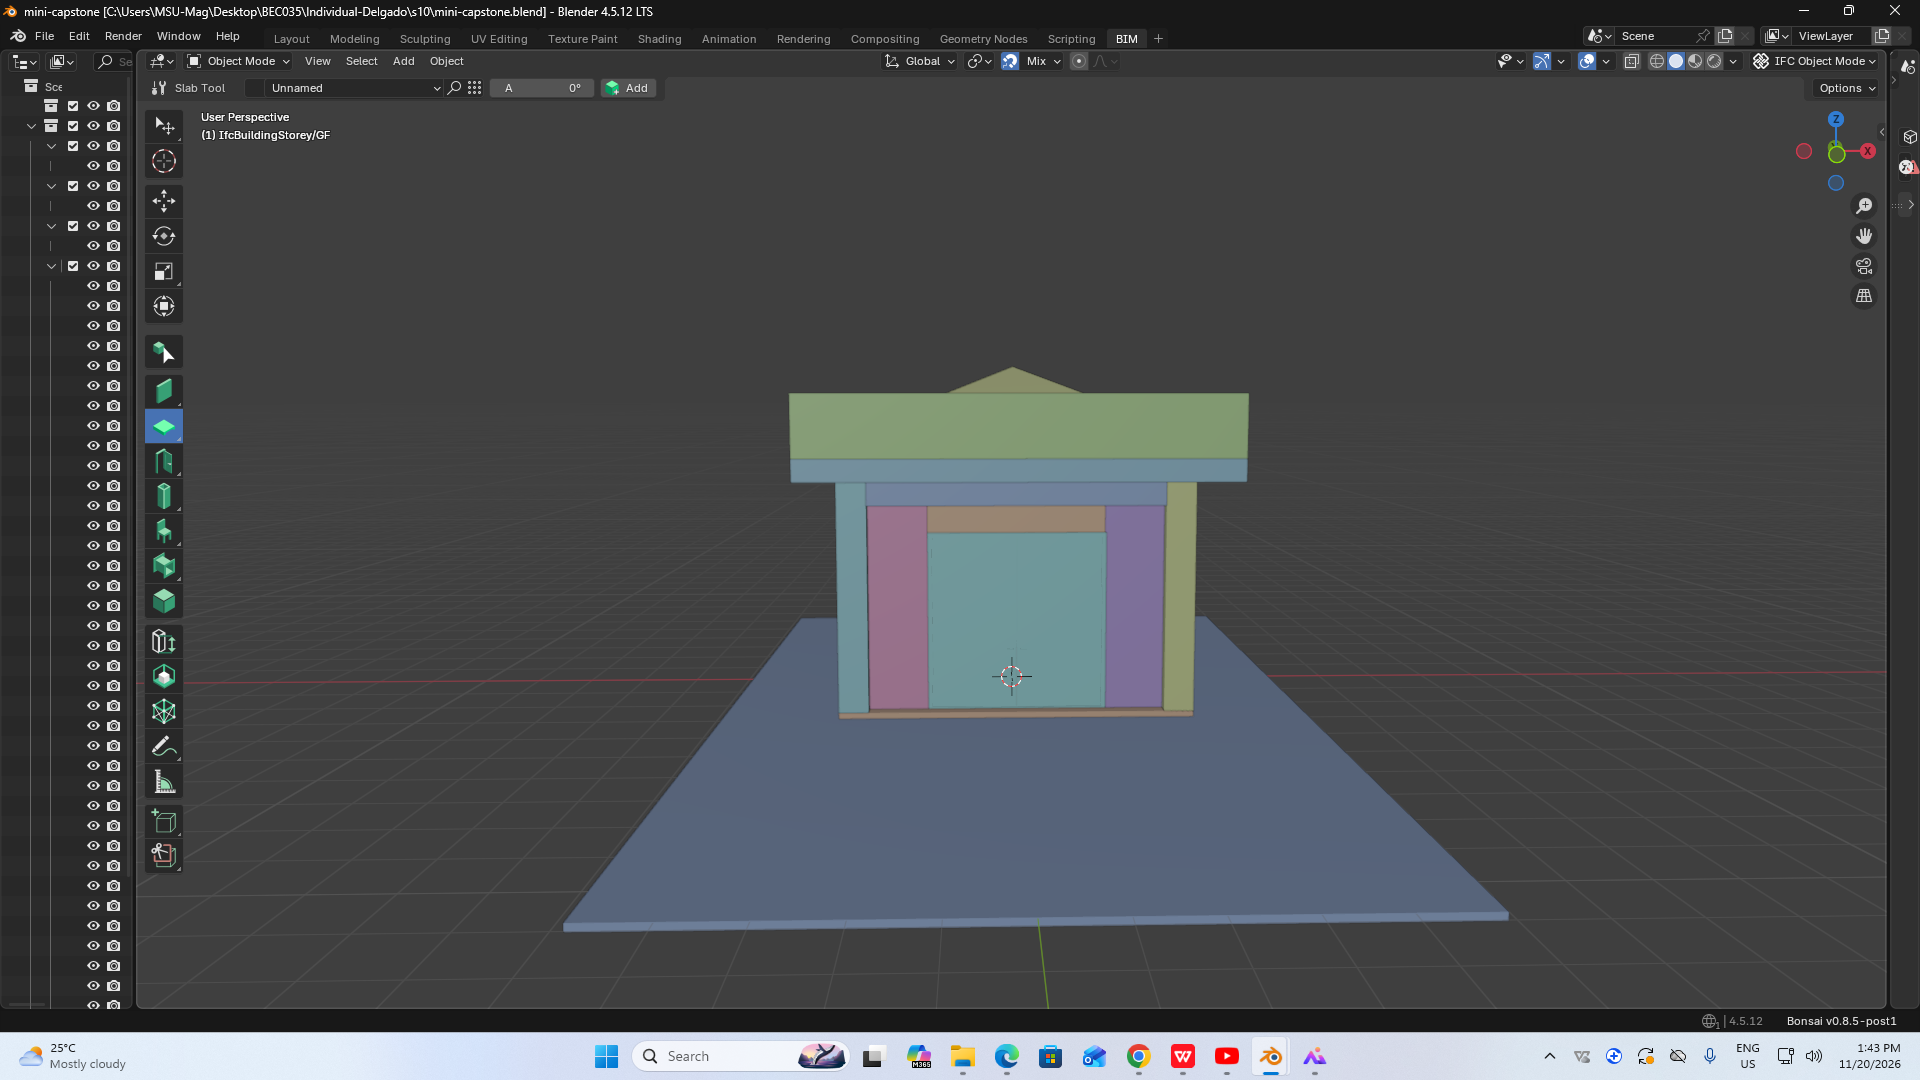 mini-capstone [C:\Users\MSU-Mag\Desktop\BEC035\Individual-Delgado\s10\mini-capstone.blend] - Blender 4.5.12 LTS
File Edit Render Window Help
Layout Modeling Sculpting UV Editing Texture Paint Shading Animation Rendering Compositing Geometry Nodes Scripting BIM
Scene
ViewLayer
Se
Object Mode View Select Add Object
Global
Mix
IFC Object Mode
Sce
Slab Tool
Unnamed
A 0°
Add
Options
User Perspective
(1) IfcBuildingStorey/GF
Z
X
4.5.12
Bonsai v0.8.5-post1
25°C
Mostly cloudy
Search
M365
ENG
US
1:43 PM
11/20/2026